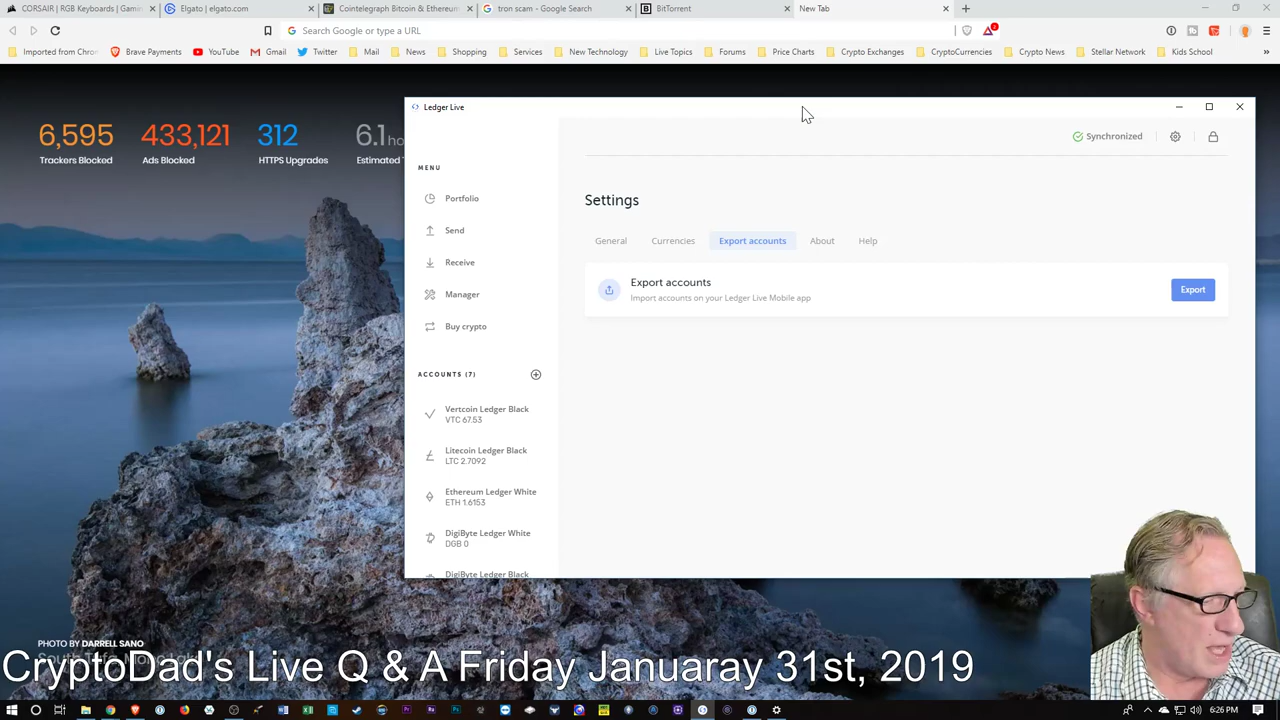 CORSAIR | RGB Keyboards | Gami
Elgato | elgato.com
Cointelegraph Bitcoin & Ethereum
tron scam - Google Search
BitTorrent
New Tab
Search Google or type a URL
2
Imported from Chrom
Brave Payments
YouTube
Gmail
Twitter
Mail
News
Shopping
Services
New Technology
Live Topics
Forums
Price Charts
Crypto Exchanges
CryptoCurrencies
Crypto News
Stellar Network
Kids School
6,595
Trackers Blocked
433,121
Ads Blocked
312
HTTPS Upgrades
6.1 ho
Estimated T
Ledger Live
Synchronized
MENU
Portfolio
Send
Receive
Manager
Buy crypto
ACCOUNTS (7)
Vertcoin Ledger Black
VTC 67.53
Litecoin Ledger Black
LTC 2.7092
Ethereum Ledger White
ETH 1.6153
DigiByte Ledger White
DGB 0
DigiByte Ledger Black
Settings
General
Currencies
Export accounts
About
Help
Export accounts
Import accounts on your Ledger Live Mobile app
Export
PHOTO BY DARRELL SANO
CryptoDad's Live Q & A Friday Januaray 31st, 2019
6:26 PM